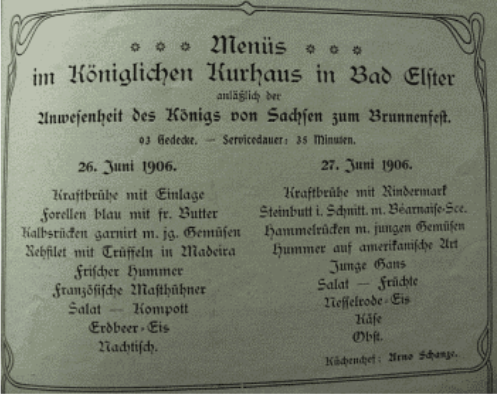 Menüs
im Königlichen Kurhaus in Bad Elster
anläßlich der
Anwesenheit des Königs von Sachsen zum Brunnenfest.
93 Gedecke. — Servicedauer: 35 Minuten.
26. Juni 1906.
Kraftbrühe mit Einlage
Forellen blau mit fr. Butter
Kalbsrücken garnirt m. jg. Gemüsen
Rehfilet mit Trüffeln in Madeira
Frischer Hummer
Französische Masthühner
Salat — Kompott
Erdbeer-Eis
Nachtisch.
27. Juni 1906.
Kraftbrühe mit Rindermark
Steinbutt i. Schnitt. m. Béarnaise-Sce.
Hammelrücken m. jungen Gemüsen
Hummer auf amerikanische Art
Junge Gans
Salat — Früchte
Nesselrode-Eis
Käse
Obst.
Küchenchef: Arno Schanze.